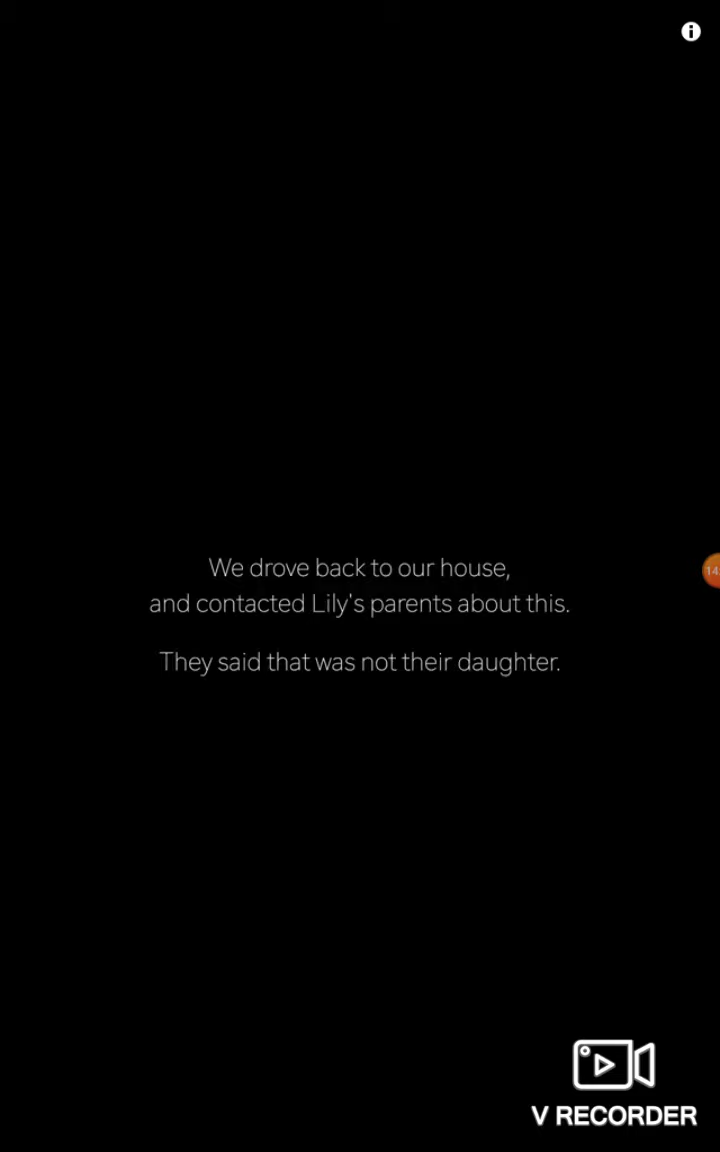 We drove back to our house,
and contacted Lily's parents about this.
They said that was not their daughter.
14
V RECORDER